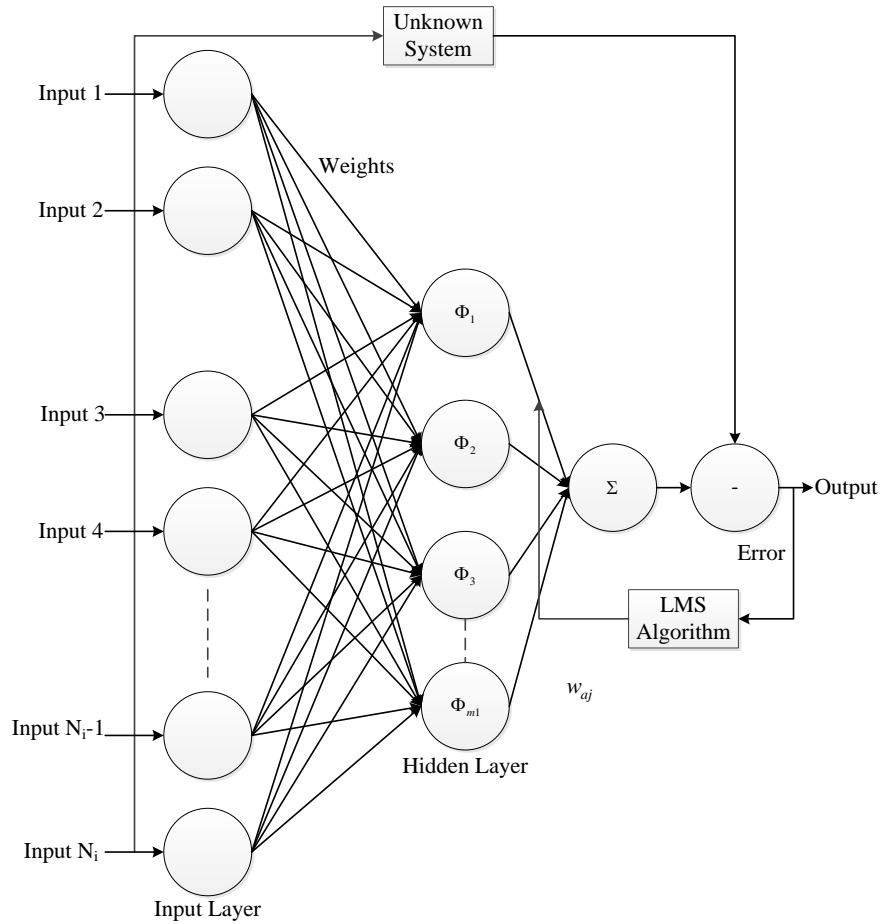 Unknown
System
Input 1
Weights
Input 2
Φ1
Input 3
Φ2
Σ
-
Output
Input 4
Error
Φ3
LMS
Algorithm
waj
Φm1
Input Ni-1
Hidden Layer
Input Ni
Input Layer